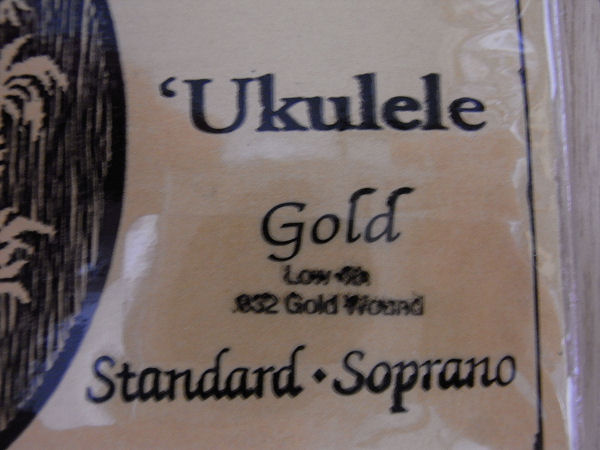 ‘Ukulele
Gold
Low 4th
.032 Gold Wound
Standard · Soprano